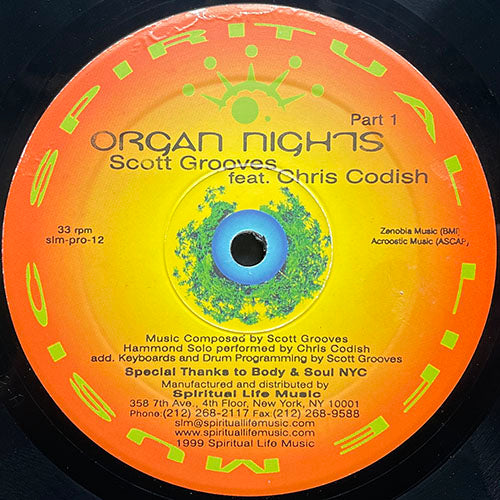 SPIRITUAL LIFE MUSIC
Part 1
ORGAN NIGHTS
Scott Grooves
feat. Chris Codish
33 rpm
slm-pro-12
Zenobia Music (BMI)
Acroostic Music (ASCAP)
Music Composed by Scott Grooves
Hammond Solo performed by Chris Codish
add. Keyboards and Drum Programming by Scott Grooves
Special Thanks to Body & Soul NYC
Manufactured and distributed by
Spiritual Life Music
358 7th Ave., 4th Floor, New York, NY 10001
Phone:(212) 268-2117 Fax:(212) 268-9588
slm@spirituallifemusic.com
www.spirituallifemusic.com
1999 Spiritual Life Music